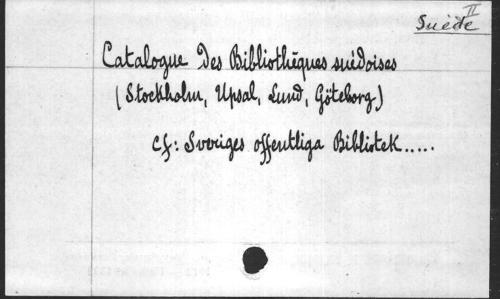 II
Suède
Catalogue Des Bibliothèques suédoises
(Stockholm, Upsal, Lund, Göteborg)
cf: Sveriges offentliga Bibliotek.....